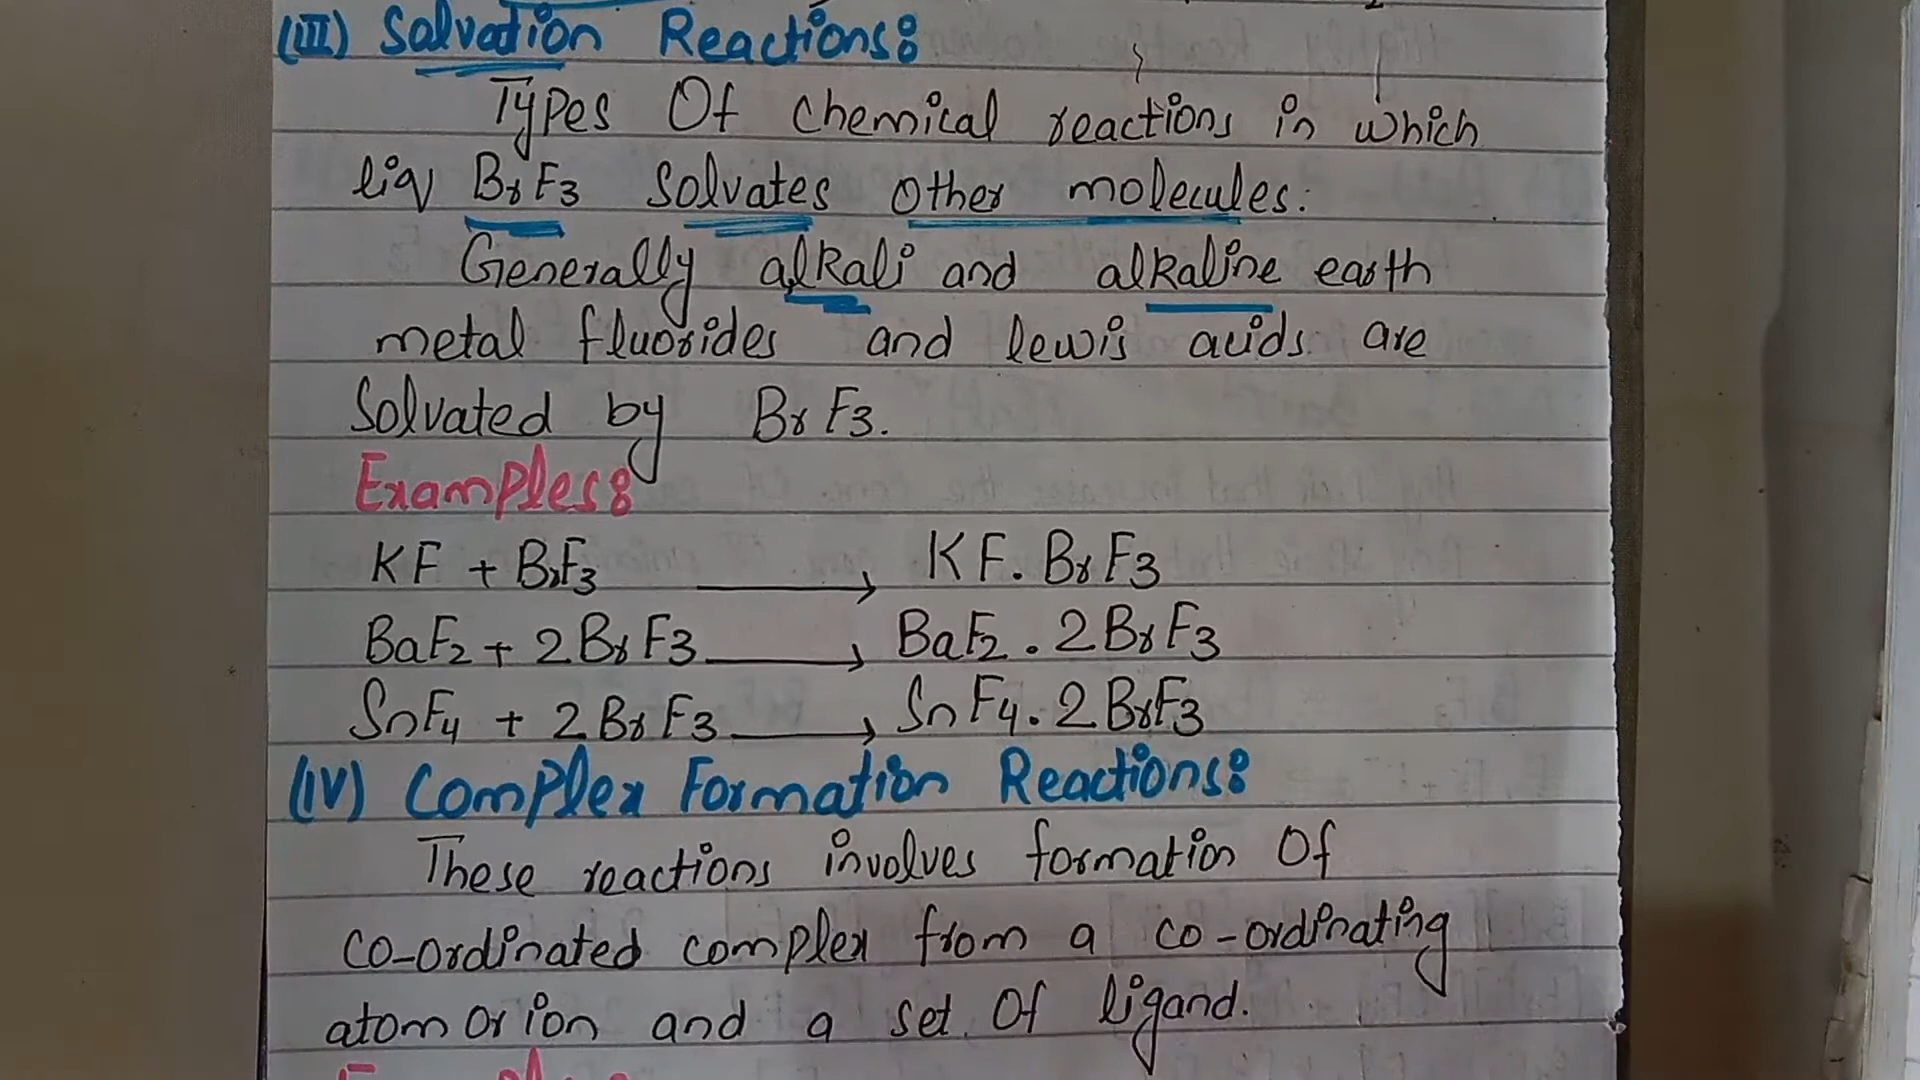 (III) Solvation Reactions:
Types Of chemical reactions in which
liq BrF3 Solvates other molecules.
Generally alkali and alkaline earth
metal fluorides and lewis acids are
Solvated by BrF3.
Examples:
KF + BrF3 → KF. BrF3
BaF2 + 2BrF3 → BaF2 . 2BrF3
SnF4 + 2BrF3 → SnF4. 2BrF3
(IV) Complex Formation Reactions:
These reactions involves formation Of
co-ordinated complex from a co-ordinating
atom or ion and a set Of ligand.